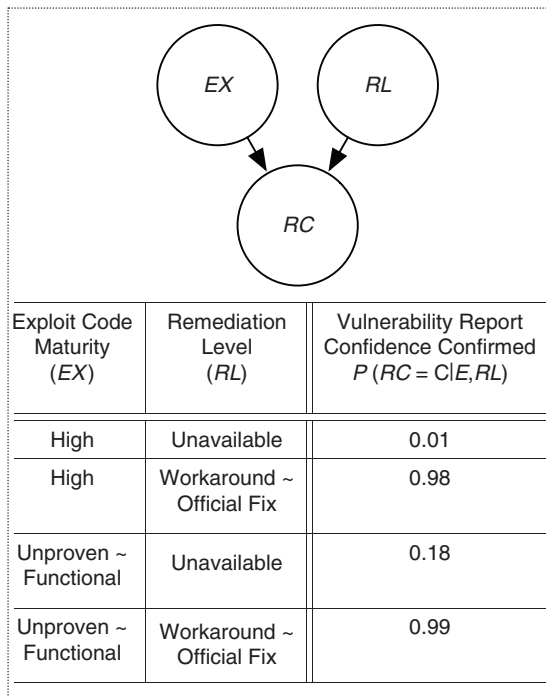 EX
RL
RC
Exploit Code
Maturity
(EX)
Remediation
Level
(RL)
Vulnerability Report
Confidence Confirmed
P (RC = C|E,RL)
High
Unavailable
0.01
High
Workaround ~
Official Fix
0.98
Unproven ~
Functional
Unavailable
0.18
Unproven ~
Functional
Workaround ~
Official Fix
0.99